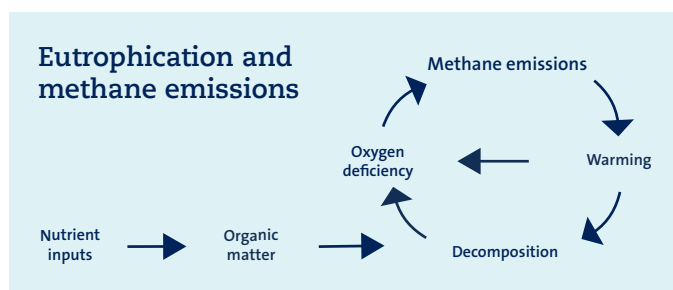 Eutrophication and
methane emissions
Methane emissions
Oxygen
deficiency
Warming
Nutrient
inputs
Organic
matter
Decomposition